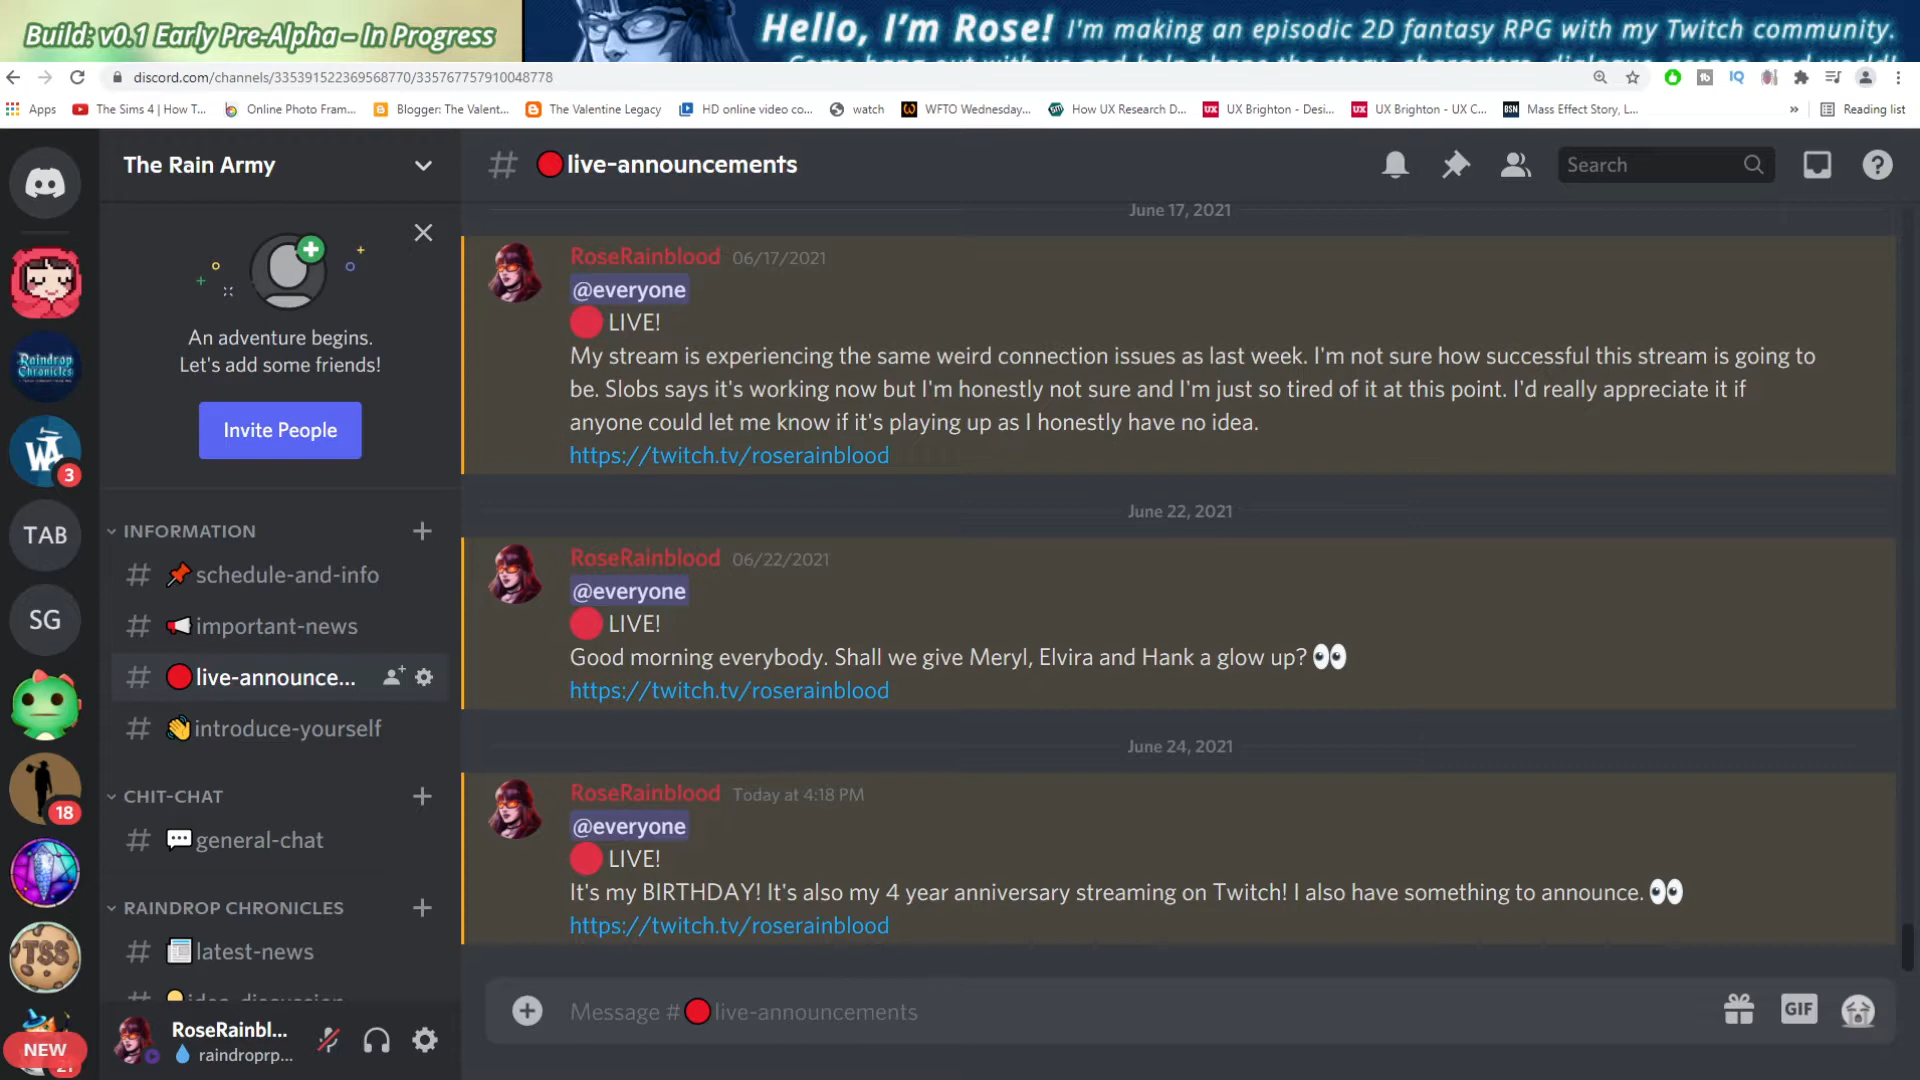 Build: v0.1 Early Pre-Alpha – In Progress
Hello, I'm Rose! I'm making an episodic 2D fantasy RPG with my Twitch community.
discord.com/channels/335391522369568770/335767757910048778
Apps
The Sims 4 | How T...
Online Photo Fram...
Blogger: The Valent...
The Valentine Legacy
HD online video co...
watch
WFTO Wednesday...
How UX Research D...
UX Brighton - Desi...
UX Brighton - UX C...
Mass Effect Story, L...
»
Reading list
The Rain Army
live-announcements
Search
An adventure begins.
Let's add some friends!
Invite People
Raindrop
Chronicles
3
TAB
SG
18
TSS
NEW
INFORMATION
schedule-and-info
important-news
live-announce...
introduce-yourself
CHIT-CHAT
general-chat
RAINDROP CHRONICLES
latest-news
RoseRainbl...
raindroprp...
June 17, 2021
RoseRainblood 06/17/2021
@everyone
LIVE!
My stream is experiencing the same weird connection issues as last week. I'm not sure how successful this stream is going to
be. Slobs says it's working now but I'm honestly not sure and I'm just so tired of it at this point. I'd really appreciate it if
anyone could let me know if it's playing up as I honestly have no idea.
https://twitch.tv/roserainblood
June 22, 2021
RoseRainblood 06/22/2021
@everyone
LIVE!
Good morning everybody. Shall we give Meryl, Elvira and Hank a glow up? 👀
https://twitch.tv/roserainblood
June 24, 2021
RoseRainblood Today at 4:18 PM
@everyone
LIVE!
It's my BIRTHDAY! It's also my 4 year anniversary streaming on Twitch! I also have something to announce. 👀
https://twitch.tv/roserainblood
Message #🔴live-announcements
GIF